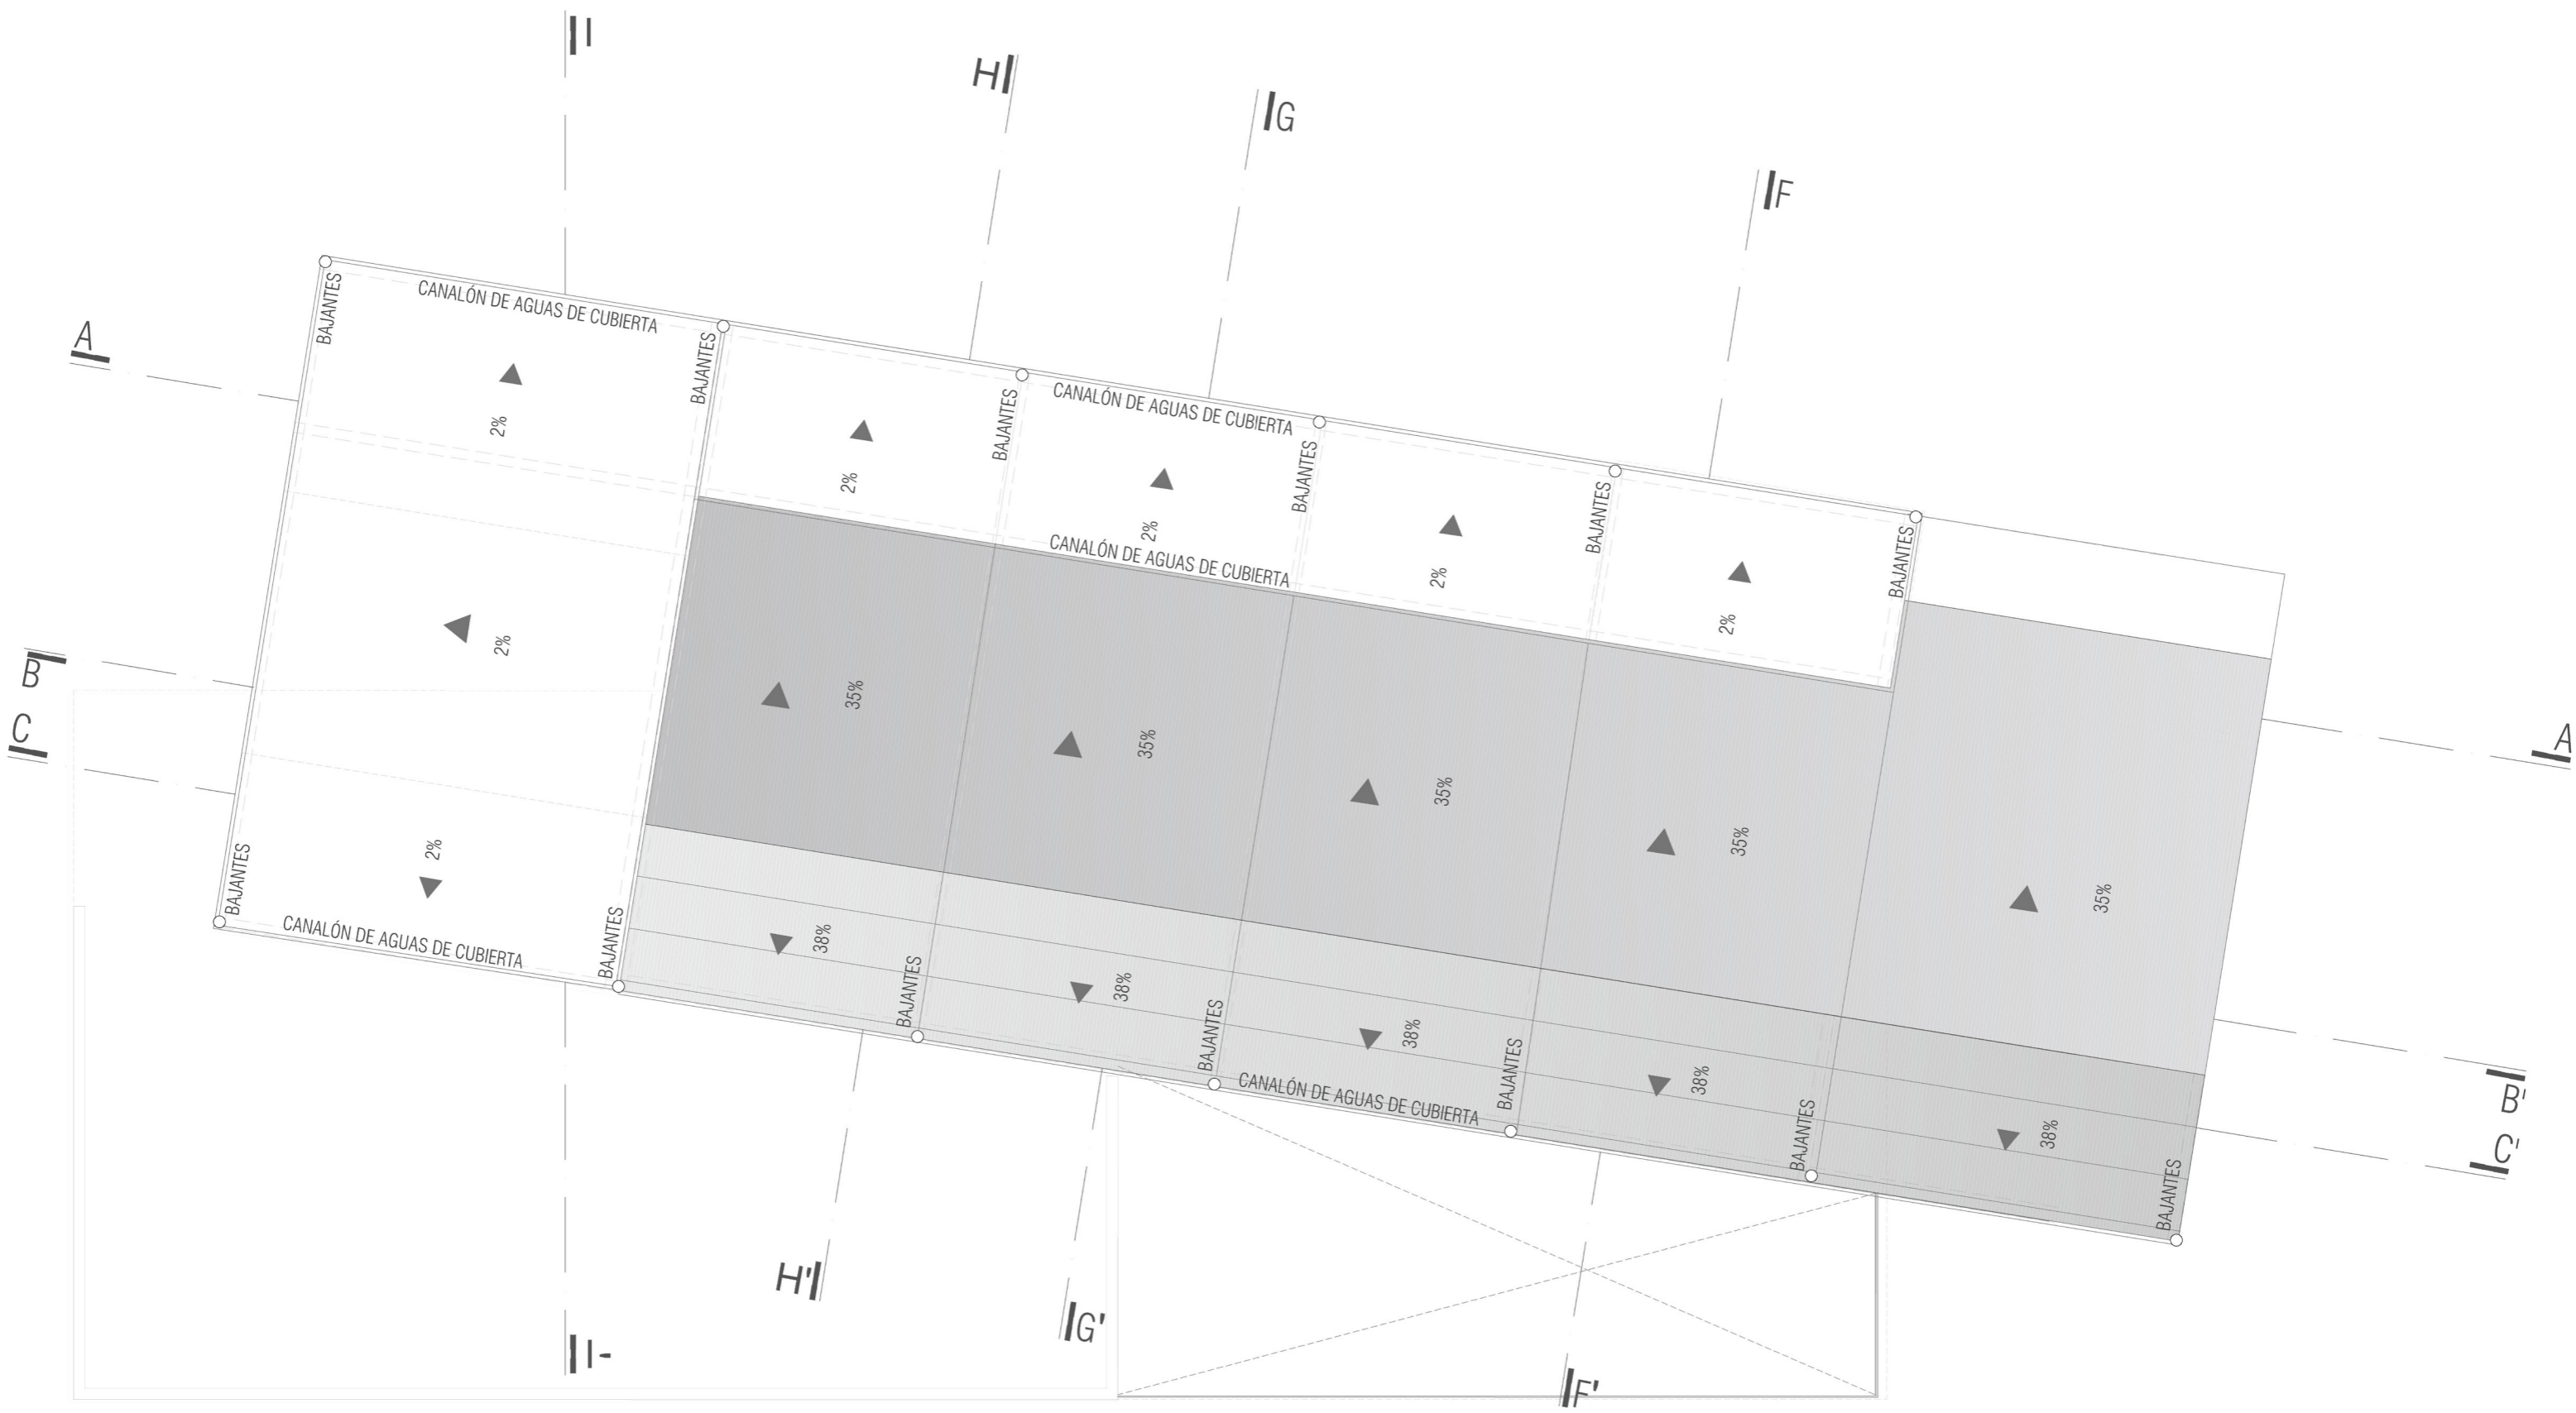 I
H
G
F
A
BAJANTES
CANALÓN DE AGUAS DE CUBIERTA
BAJANTES
BAJANTES
CANALÓN DE AGUAS DE CUBIERTA
BAJANTES
BAJANTES
BAJANTES
2%
2%
2%
2%
2%
CANALÓN DE AGUAS DE CUBIERTA
B
C
2%
35%
35%
35%
35%
35%
A
2%
BAJANTES
CANALÓN DE AGUAS DE CUBIERTA
BAJANTES
38%
BAJANTES
38%
BAJANTES
38%
CANALÓN DE AGUAS DE CUBIERTA
BAJANTES
38%
BAJANTES
38%
BAJANTES
B'
C'
H'
G'
I'
F'